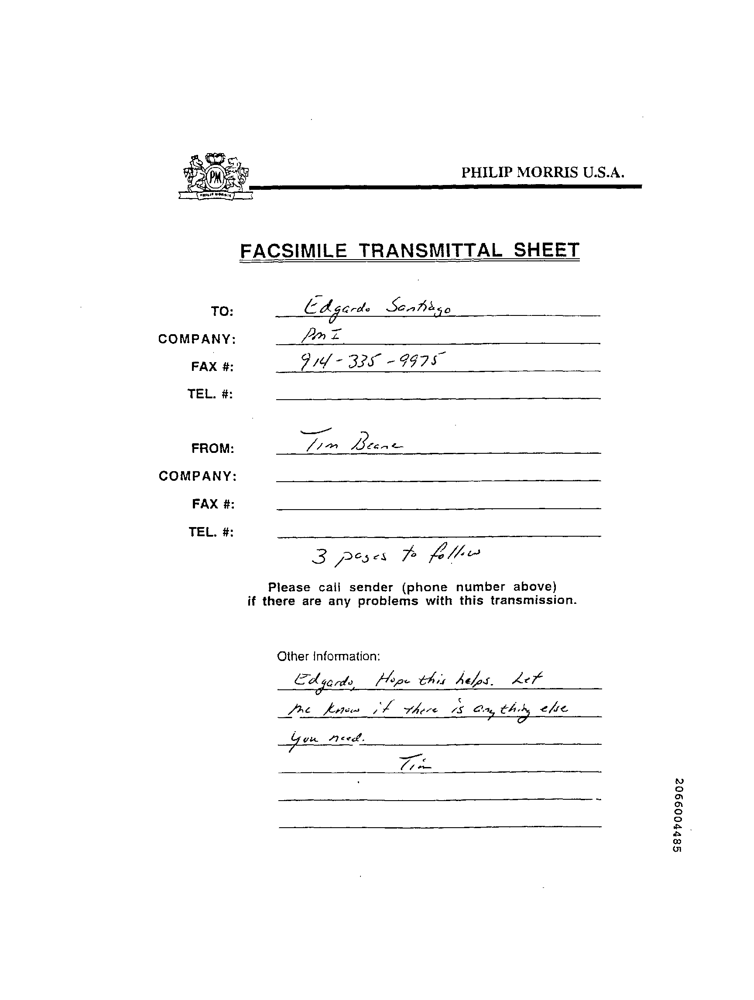 PM
PHILIP MORRIS
PHILIP MORRIS U.S.A.
FACSIMILE TRANSMITTAL SHEET
TO: Edgardo Santiago
COMPANY: PM I
FAX #: 914-335-9975
TEL. #:
FROM: Tim Beane
COMPANY:
FAX #:
TEL. #:
3 pages to follow
Please call sender (phone number above)
if there are any problems with this transmission.
Other Information:
Edgardo, Hope this helps. Let
me know if there is anything else
you need.
Tim
2066004485